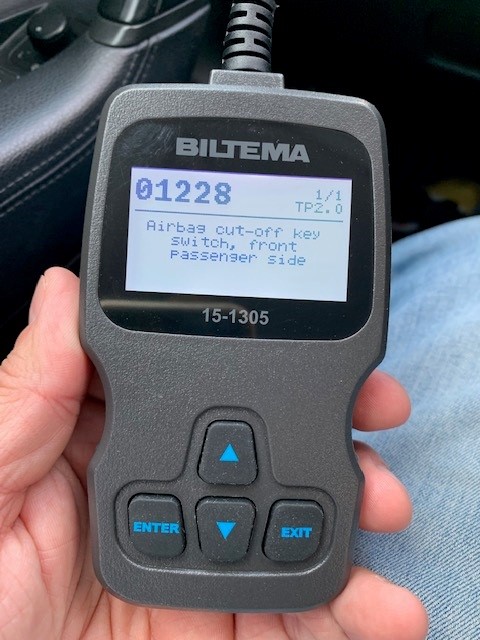 BILTEMA
01228
1/1
TP2.0
Airbag cut-off key
switch, front
Passenger side
15-1305
ENTER
EXIT